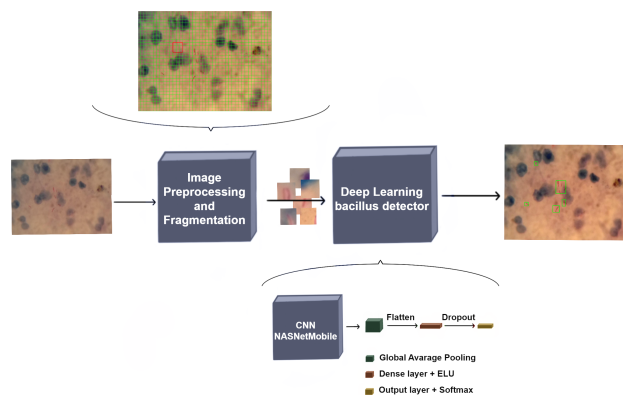 Image
Preprocessing
and
Fragmentation
Deep Learning
bacillus detector
CNN
NASNetMobile
Flatten
Dropout
Global Avarage Pooling
Dense layer + ELU
Output layer + Softmax